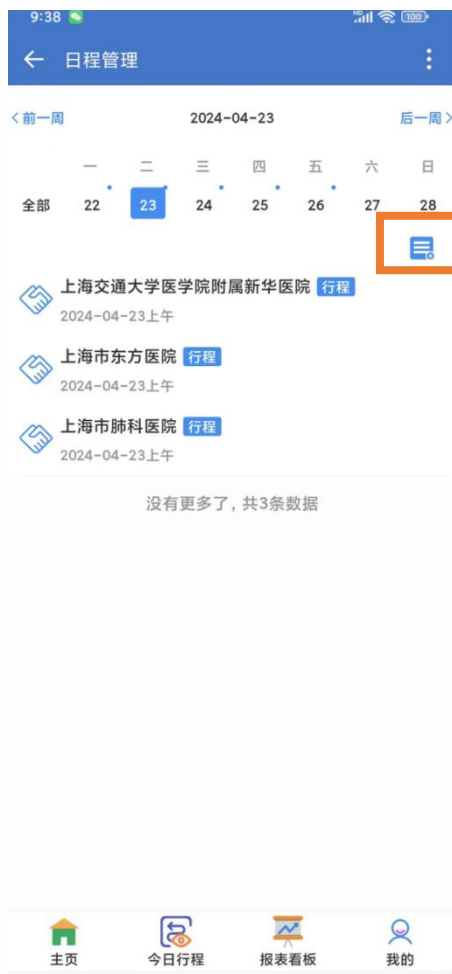 9:38 HD 100
日程管理
前一周 2024-04-23 后一周
一 二 三 四 五 六 日
全部 22 23 24 25 26 27 28
上海交通大学医学院附属新华医院 行程
2024-04-23上午
上海市东方医院 行程
2024-04-23上午
上海市肺科医院 行程
2024-04-23上午
没有更多了, 共3条数据
主页 今日行程 报表看板 我的